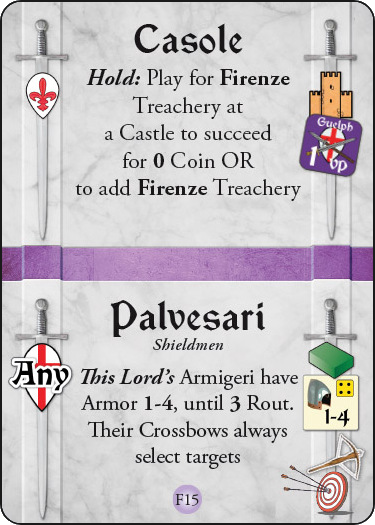 Casole
Hold: Play for Firenze
Treachery at
a Castle to succeed
for 0 Coin OR
to add Firenze Treachery
Guelph
1 vp
Palvesari
Shieldmen
Any
This Lord's Armigeri have
Armor 1-4, until 3 Rout.
Their Crossbows always
select targets
1-4
F15